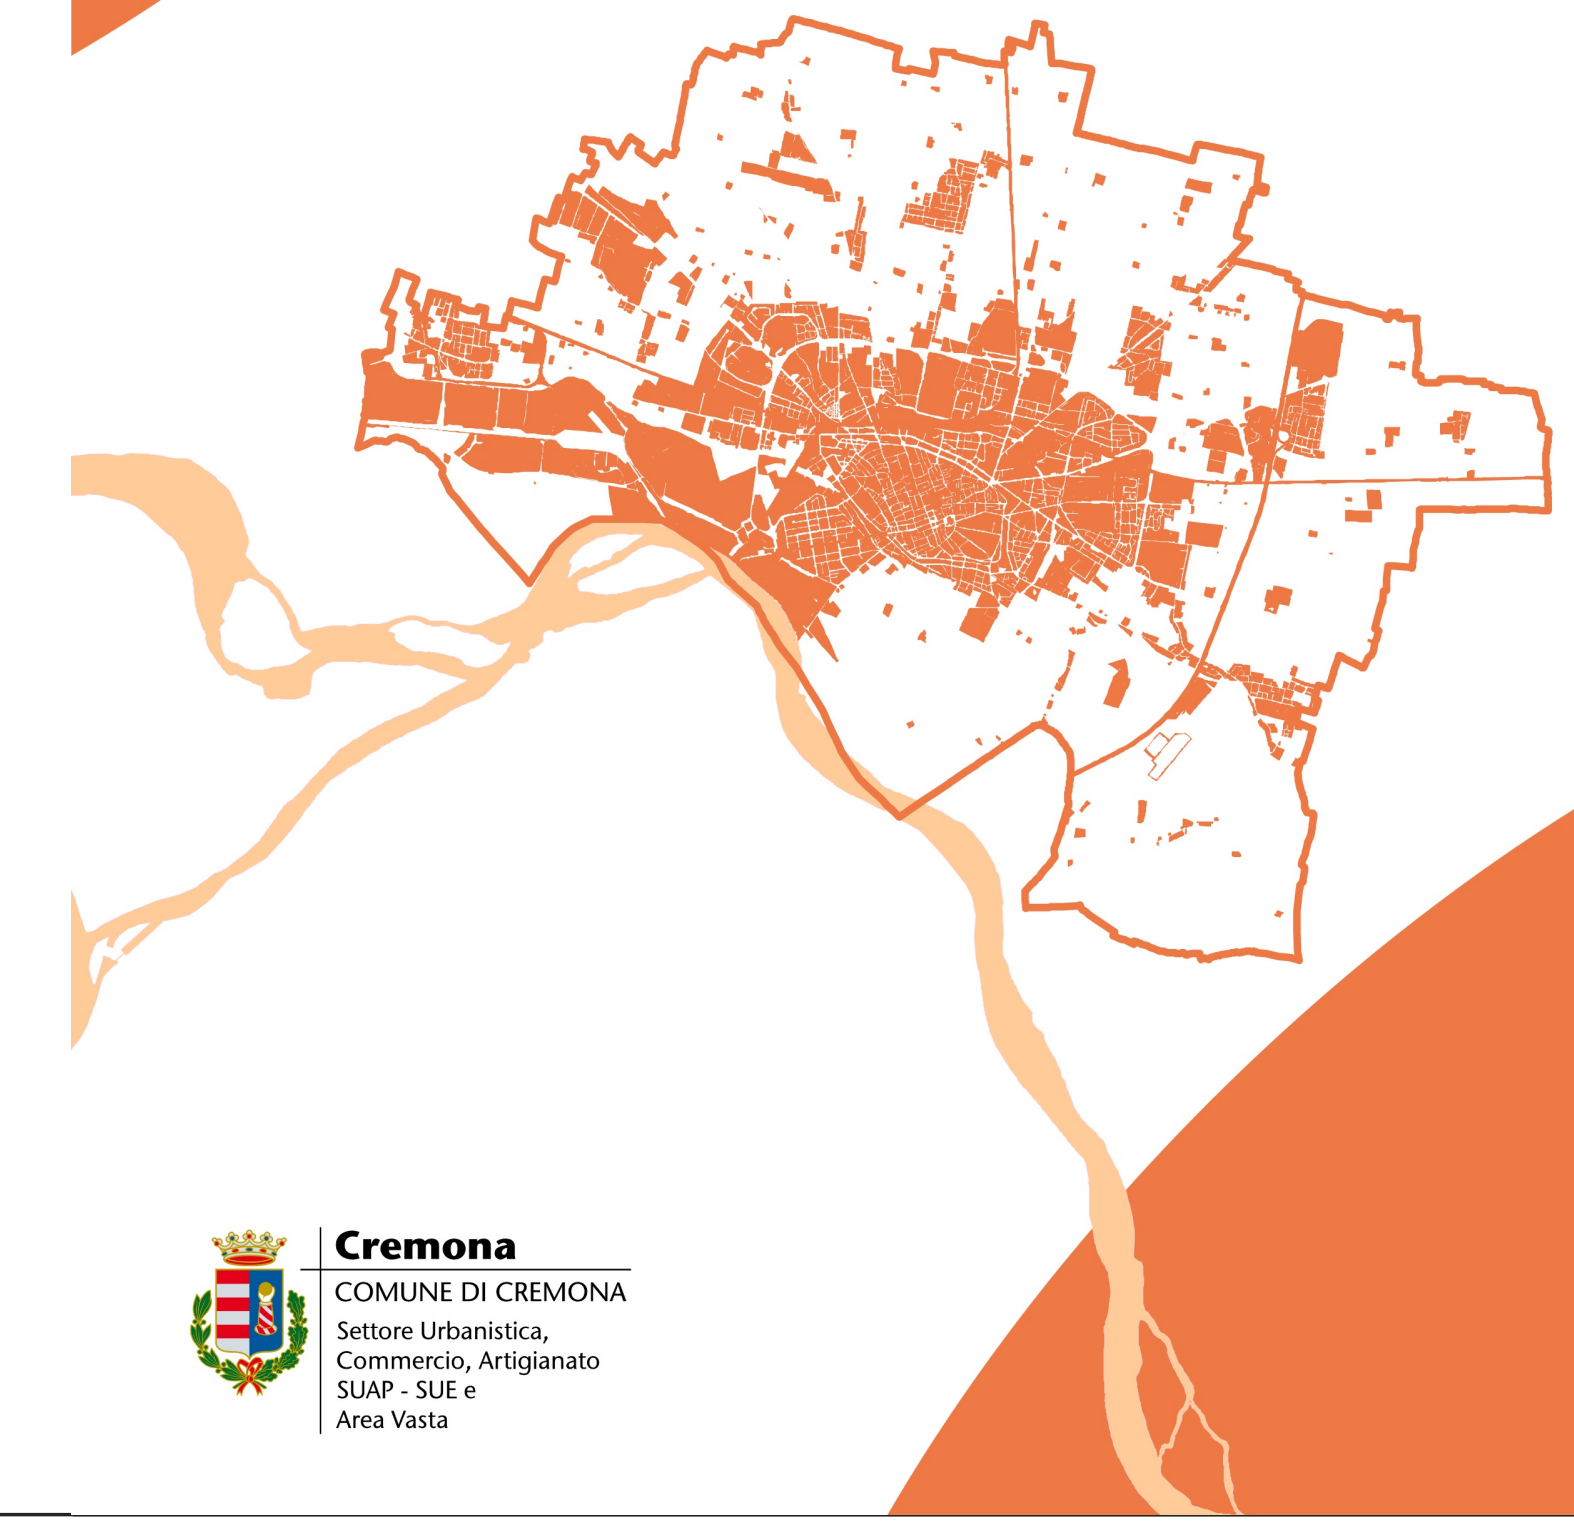 Cremona
COMUNE DI CREMONA
Settore Urbanistica,
Commercio, Artigianato
SUAP - SUE e
Area Vasta